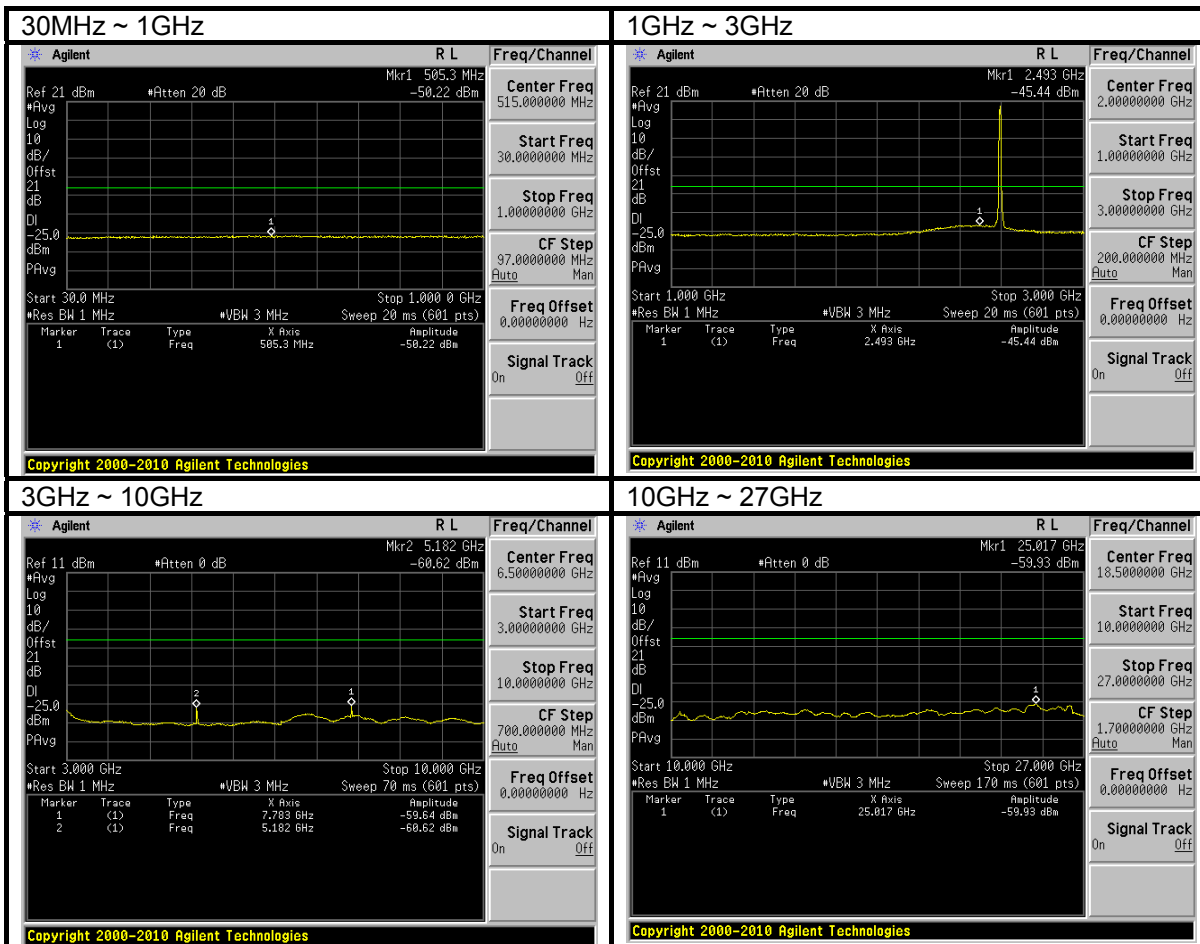 30MHz ~ 1GHz
Agilent R L Freq/Channel
Mkr1 505.3 MHz
Ref 21 dBm #Atten 20 dB -50.22 dBm
#Avg
Log
10
dB/
Offst
21
dB
DI
-25.0
dBm
PAvg
1
Start 30.0 MHz Stop 1.000 0 GHz
#Res BW 1 MHz #VBW 3 MHz Sweep 20 ms (601 pts)
Marker Trace Type X Axis Amplitude
1 (1) Freq 505.3 MHz -50.22 dBm
Center Freq
515.000000 MHz
Start Freq
30.0000000 MHz
Stop Freq
1.00000000 GHz
CF Step
97.0000000 MHz
Auto Man
Freq Offset
0.00000000 Hz
Signal Track
On Off
Copyright 2000-2010 Agilent Technologies
1GHz ~ 3GHz
Agilent R L Freq/Channel
Mkr1 2.493 GHz
Ref 21 dBm #Atten 20 dB -45.44 dBm
#Avg
Log
10
dB/
Offst
21
dB
DI
-25.0
dBm
PAvg
1
Start 1.000 GHz Stop 3.000 GHz
#Res BW 1 MHz #VBW 3 MHz Sweep 20 ms (601 pts)
Marker Trace Type X Axis Amplitude
1 (1) Freq 2.493 GHz -45.44 dBm
Center Freq
2.00000000 GHz
Start Freq
1.00000000 GHz
Stop Freq
3.00000000 GHz
CF Step
200.000000 MHz
Auto Man
Freq Offset
0.00000000 Hz
Signal Track
On Off
Copyright 2000-2010 Agilent Technologies
3GHz ~ 10GHz
Agilent R L Freq/Channel
Mkr2 5.182 GHz
Ref 11 dBm #Atten 0 dB -60.62 dBm
#Avg
Log
10
dB/
Offst
21
dB
DI
-25.0
dBm
PAvg
2 1
Start 3.000 GHz Stop 10.000 GHz
#Res BW 1 MHz #VBW 3 MHz Sweep 70 ms (601 pts)
Marker Trace Type X Axis Amplitude
1 (1) Freq 7.783 GHz -59.64 dBm
2 (1) Freq 5.182 GHz -60.62 dBm
Center Freq
6.50000000 GHz
Start Freq
3.00000000 GHz
Stop Freq
10.0000000 GHz
CF Step
700.000000 MHz
Auto Man
Freq Offset
0.00000000 Hz
Signal Track
On Off
Copyright 2000-2010 Agilent Technologies
10GHz ~ 27GHz
Agilent R L Freq/Channel
Mkr1 25.017 GHz
Ref 11 dBm #Atten 0 dB -59.93 dBm
#Avg
Log
10
dB/
Offst
21
dB
DI
-25.0
dBm
PAvg
1
Start 10.000 GHz Stop 27.000 GHz
#Res BW 1 MHz #VBW 3 MHz Sweep 170 ms (601 pts)
Marker Trace Type X Axis Amplitude
1 (1) Freq 25.017 GHz -59.93 dBm
Center Freq
18.5000000 GHz
Start Freq
10.0000000 GHz
Stop Freq
27.0000000 GHz
CF Step
1.70000000 GHz
Auto Man
Freq Offset
0.00000000 Hz
Signal Track
On Off
Copyright 2000-2010 Agilent Technologies